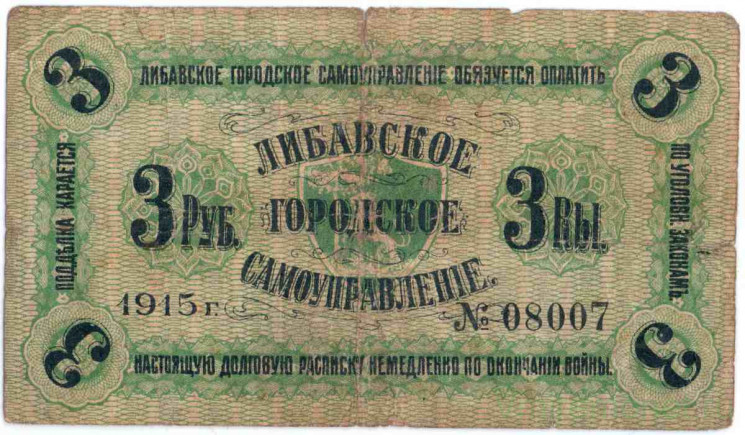 3
3
ЛИБАВСКОЕ ГОРОДСКОЕ САМОУПРАВЛЕНІЕ ОБЯЗУЕТСЯ ОПЛАТИТЬ
ПОДДѢЛКА КАРАЕТСЯ
ЛИБАВСКОЕ
ГОРОДСКОЕ
САМОУПРАВЛЕНІЕ.
3 РУБ.
3 Rbl.
1915 г.
№ 08007
ПО УГОЛОВН. ЗАКОНАМЪ.
НАСТОЯЩУЮ ДОЛГОВУЮ РАСПИСКУ НЕМЕДЛЕННО ПО ОКОНЧАНІИ ВОЙНЫ.
3
3